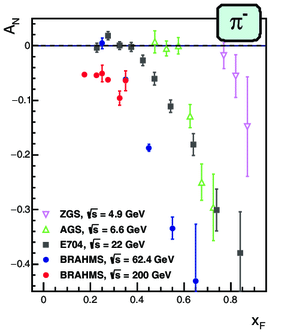 π⁻
A_N
0
−0.1
−0.2
−0.3
−0.4
ZGS, √s = 4.9 GeV
AGS, √s = 6.6 GeV
E704, √s = 22 GeV
BRAHMS, √s = 62.4 GeV
BRAHMS, √s = 200 GeV
0 0.2 0.4 0.6 0.8
x_F